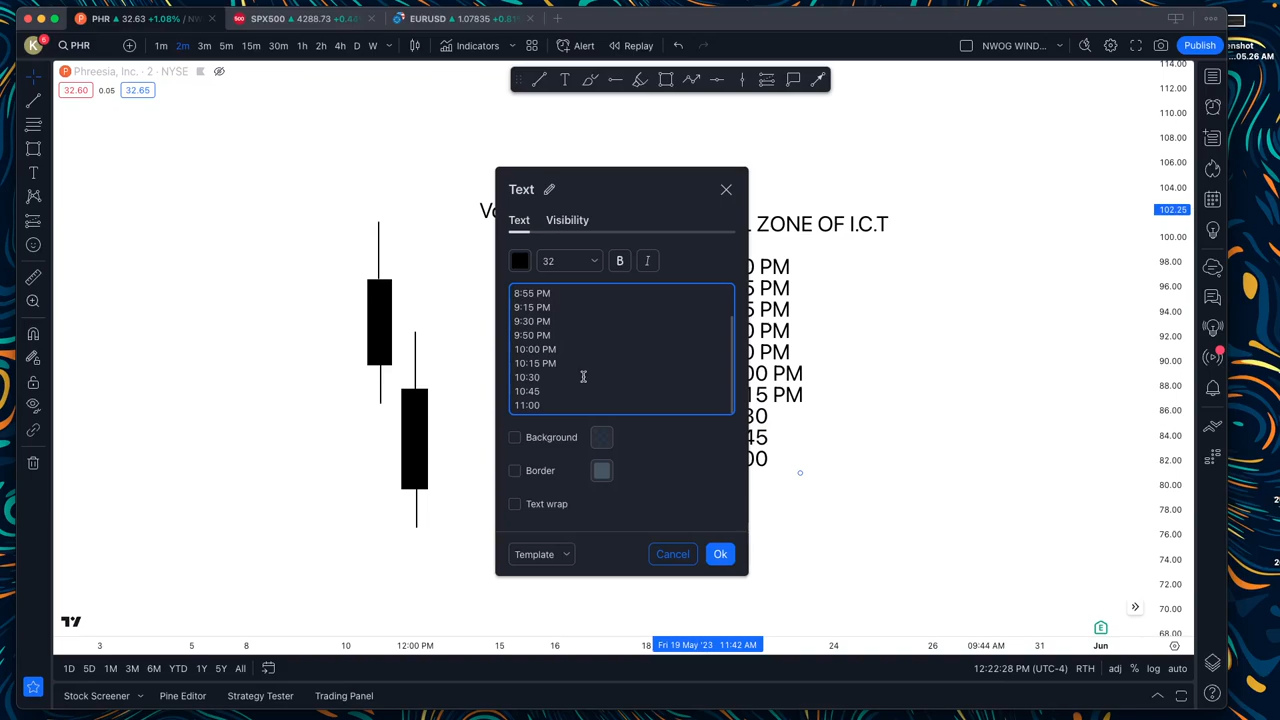 PHR 32.63 +1.08% / NW
500 SPX500 4288.73 +0.4
EURUSD 1.07835 +0.8
K
6
PHR
1m 2m 3m 5m 15m 30m 1h 2h 4h D W
Indicators
Alert
Replay
NWOG WIND...
Publish
enshot
...05.26 AM
Phreesia, Inc. · 2 · NYSE
32.60 0.05 32.65
114.00
112.00
110.00
108.00
106.00
104.00
102.25
100.00
98.00
96.00
94.00
92.00
90.00
88.00
86.00
84.00
82.00
80.00
78.00
76.00
74.00
72.00
70.00
68.00
ZONE OF I.C.T
0 PM
5 PM
5 PM
0 PM
0 PM
00 PM
15 PM
30
45
00
Text
Text Visibility
32 B I
8:55 PM
9:15 PM
9:30 PM
9:50 PM
10:00 PM
10:15 PM
10:30
10:45
11:00
Background
Border
Text wrap
Template Cancel Ok
E
3 5 8 10 12:00 PM 15 16 18 Fri 19 May '23 11:42 AM 24 26 09:44 AM 31 Jun
1D 5D 1M 3M 6M YTD 1Y 5Y All
12:22:28 PM (UTC-4) RTH adj % log auto
Stock Screener Pine Editor Strategy Tester Trading Panel